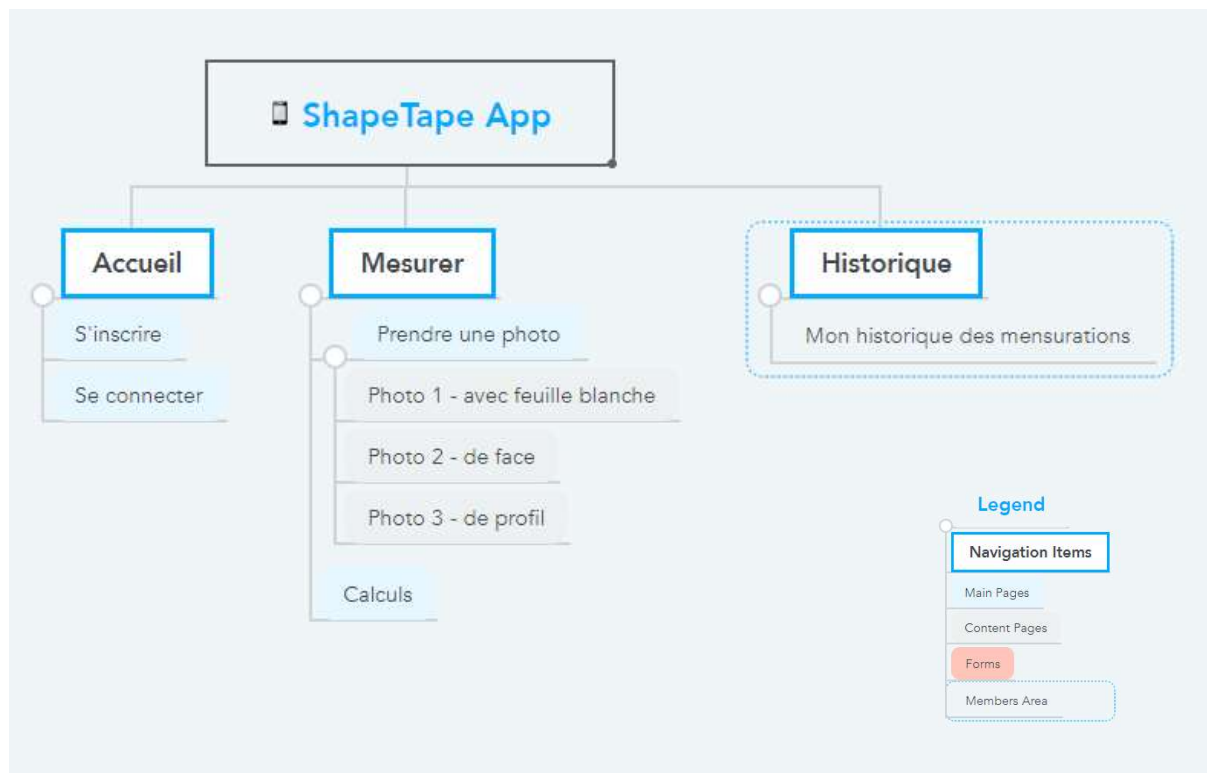 ShapeTape App
Accueil
S'inscrire
Se connecter
Mesurer
Prendre une photo
Photo 1 - avec feuille blanche
Photo 2 - de face
Photo 3 - de profil
Calculs
Historique
Mon historique des mensurations
Legend
Navigation Items
Main Pages
Content Pages
Forms
Members Area